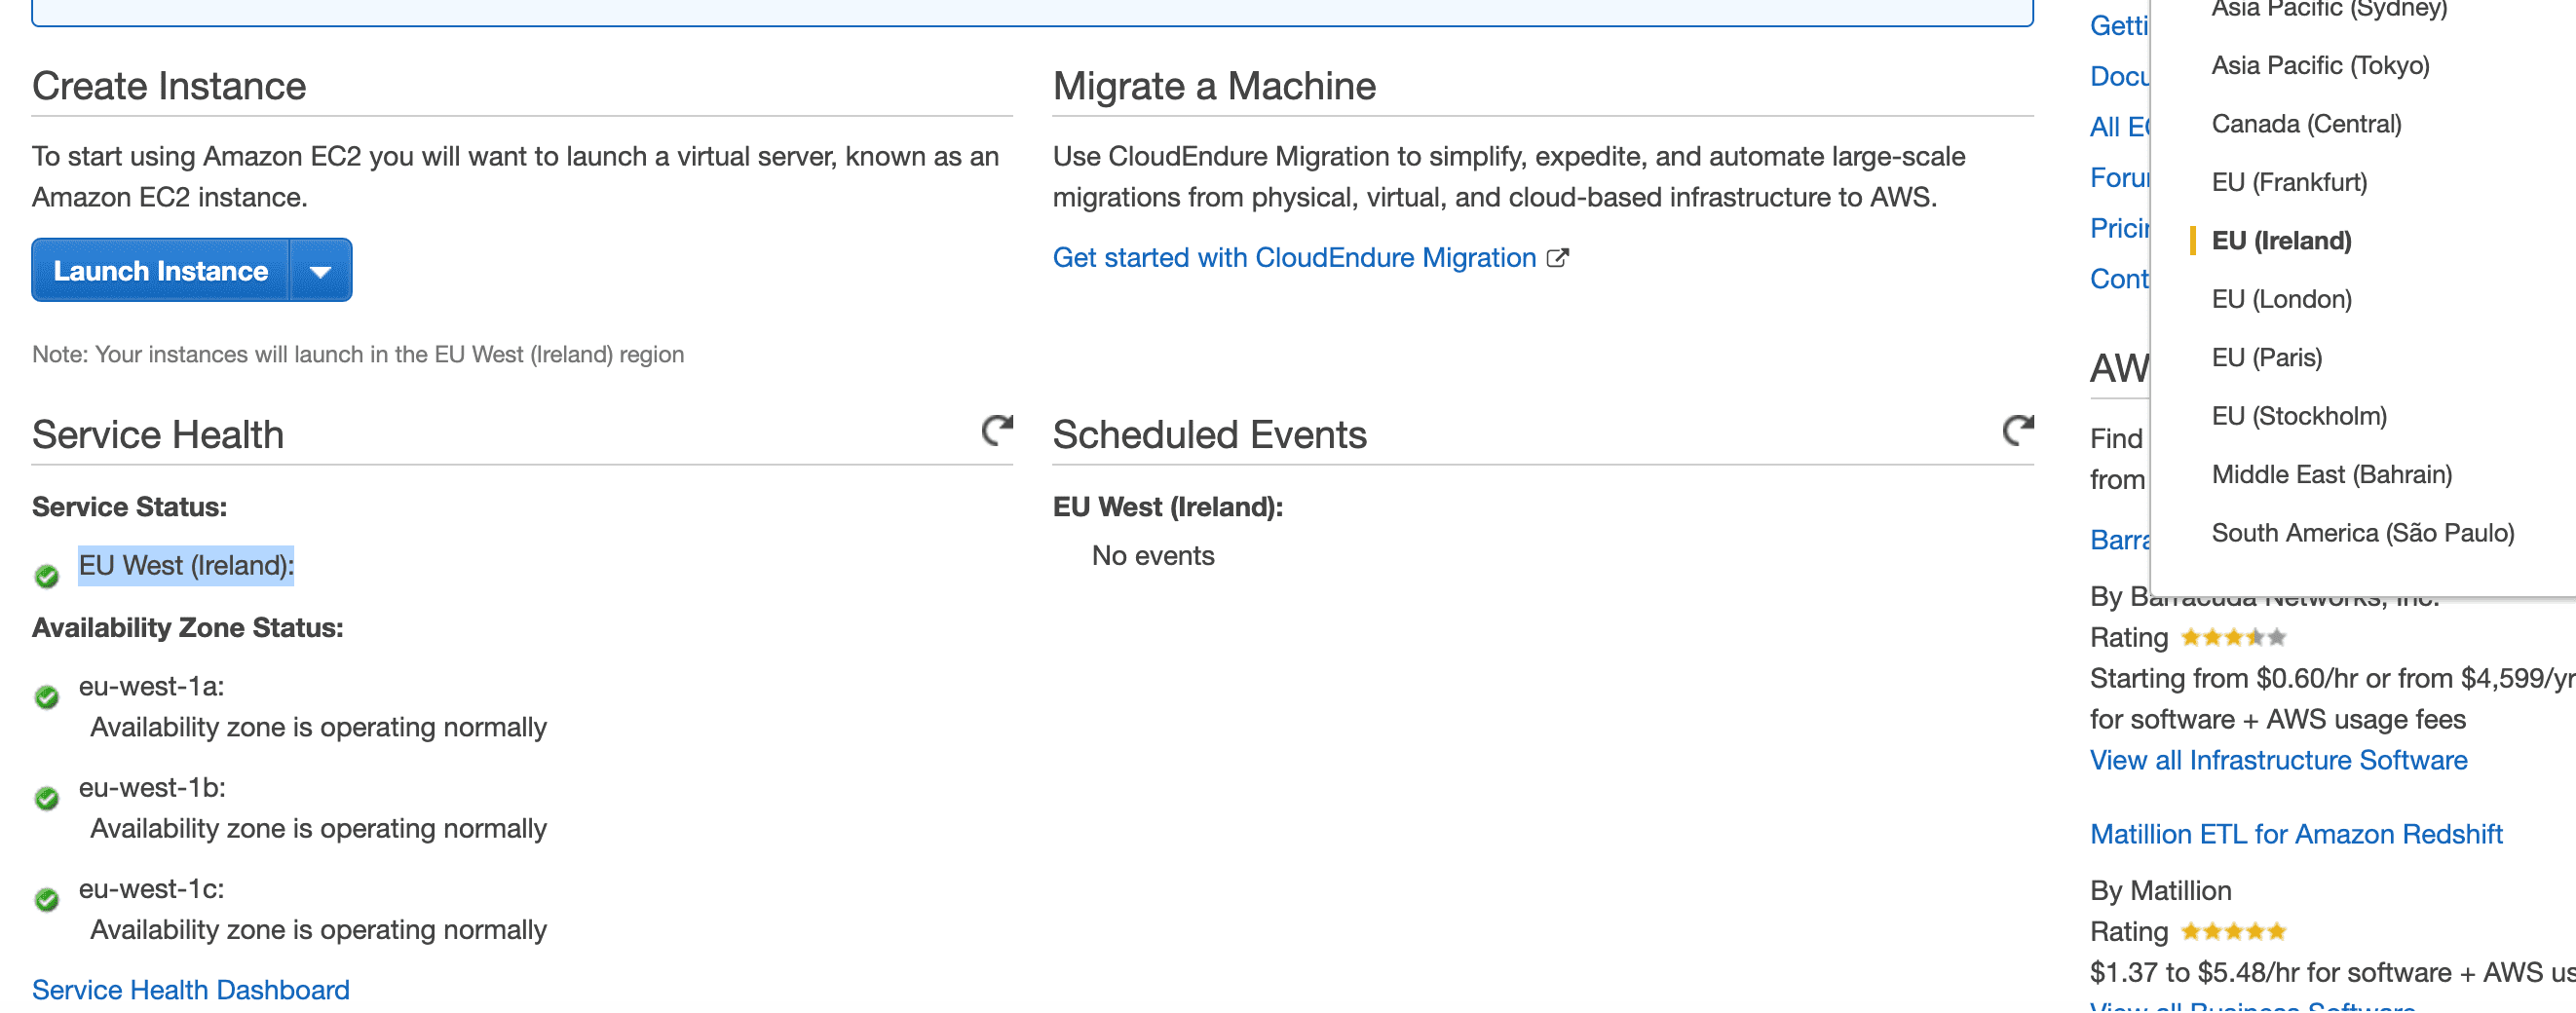 Create Instance
To start using Amazon EC2 you will want to launch a virtual server, known as an
Amazon EC2 instance.
Launch Instance
Note: Your instances will launch in the EU West (Ireland) region
Migrate a Machine
Use CloudEndure Migration to simplify, expedite, and automate large-scale
migrations from physical, virtual, and cloud-based infrastructure to AWS.
Get started with CloudEndure Migration
Service Health
Service Status:
EU West (Ireland):
Availability Zone Status:
eu-west-1a:
Availability zone is operating normally
eu-west-1b:
Availability zone is operating normally
eu-west-1c:
Availability zone is operating normally
Service Health Dashboard
Scheduled Events
EU West (Ireland):
No events
Getti
Docu
All EC
Foru
Prici
Cont
AW
Find
from
Barra
By Barracuda Networks, Inc.
Rating
Starting from $0.60/hr or from $4,599/yr
for software + AWS usage fees
View all Infrastructure Software
Matillion ETL for Amazon Redshift
By Matillion
Rating
$1.37 to $5.48/hr for software + AWS us
View all Business Software
Asia Pacific (Sydney)
Asia Pacific (Tokyo)
Canada (Central)
EU (Frankfurt)
EU (Ireland)
EU (London)
EU (Paris)
EU (Stockholm)
Middle East (Bahrain)
South America (São Paulo)